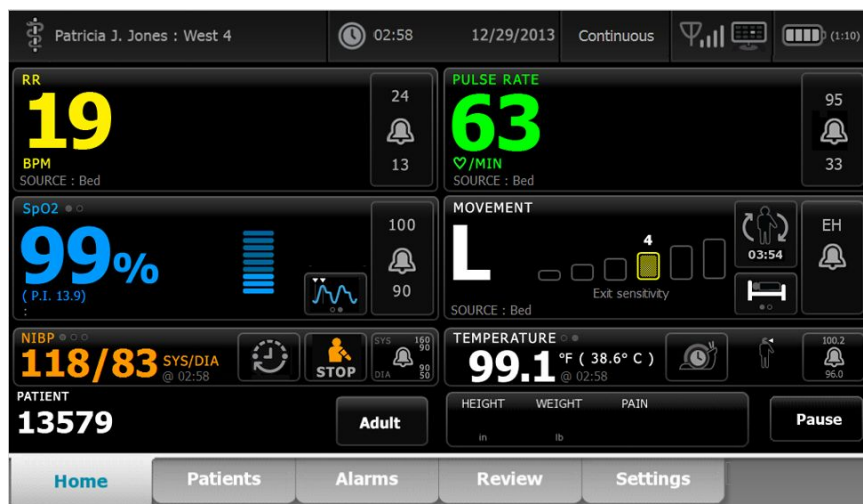 Patricia J. Jones : West 4
02:58
12/29/2013
Continuous
(1:10)
RR
19
BPM
SOURCE : Bed
24
13
PULSE RATE
63
♡/MIN
SOURCE : Bed
95
33
SpO2
99%
( P.I. 13.9)
:
100
90
MOVEMENT
L
4
Exit sensitivity
SOURCE : Bed
03:54
EH
NIBP
118/83 SYS/DIA
@ 02:58
STOP
SYS 160
90
DIA 90
50
TEMPERATURE
99.1 °F ( 38.6° C )
@ 02:58
100.2
96.0
PATIENT
13579
Adult
HEIGHT WEIGHT PAIN
in lb
Pause
Home Patients Alarms Review Settings